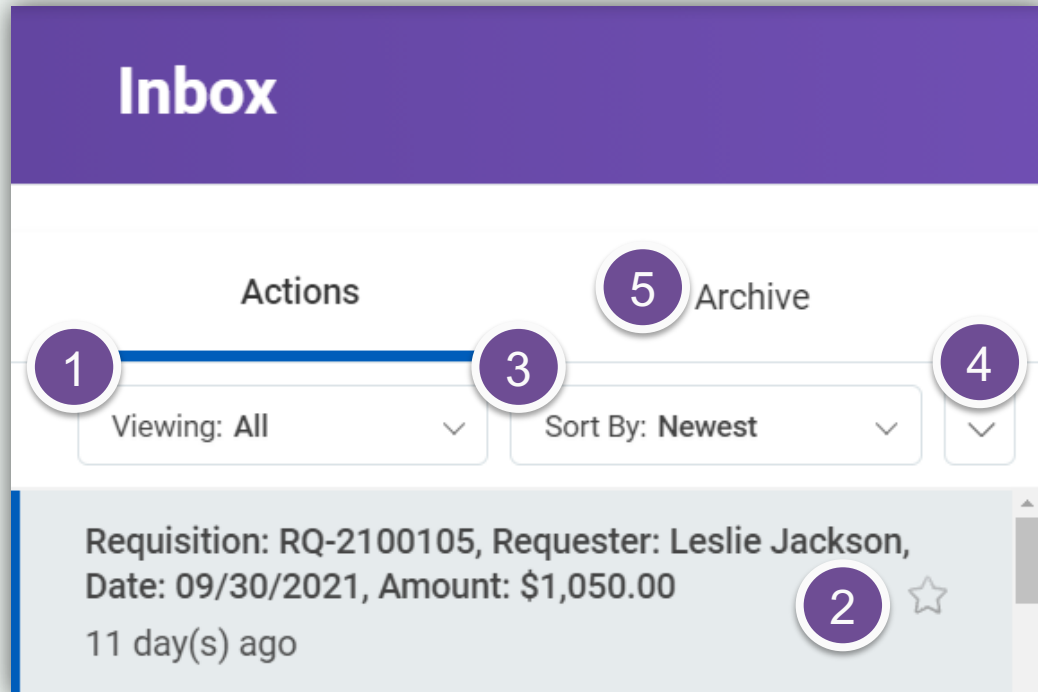 Inbox
Actions
5
Archive
1
3
4
Viewing: All
Sort By: Newest
Requisition: RQ-2100105, Requester: Leslie Jackson,
Date: 09/30/2021, Amount: $1,050.00
2
11 day(s) ago